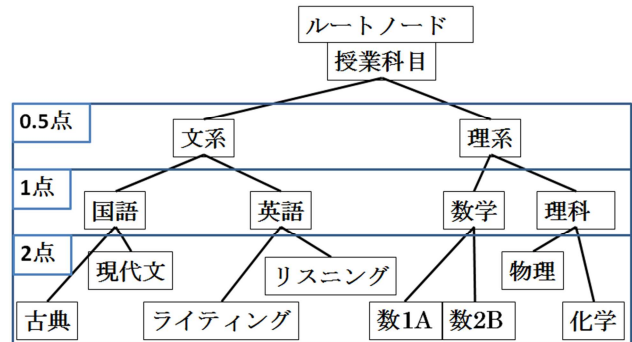 ルートノード
授業科目
0.5点
文系
理系
1点
国語
英語
数学
理科
2点
現代文
リスニング
物理
古典
ライティング
数1A
数2B
化学